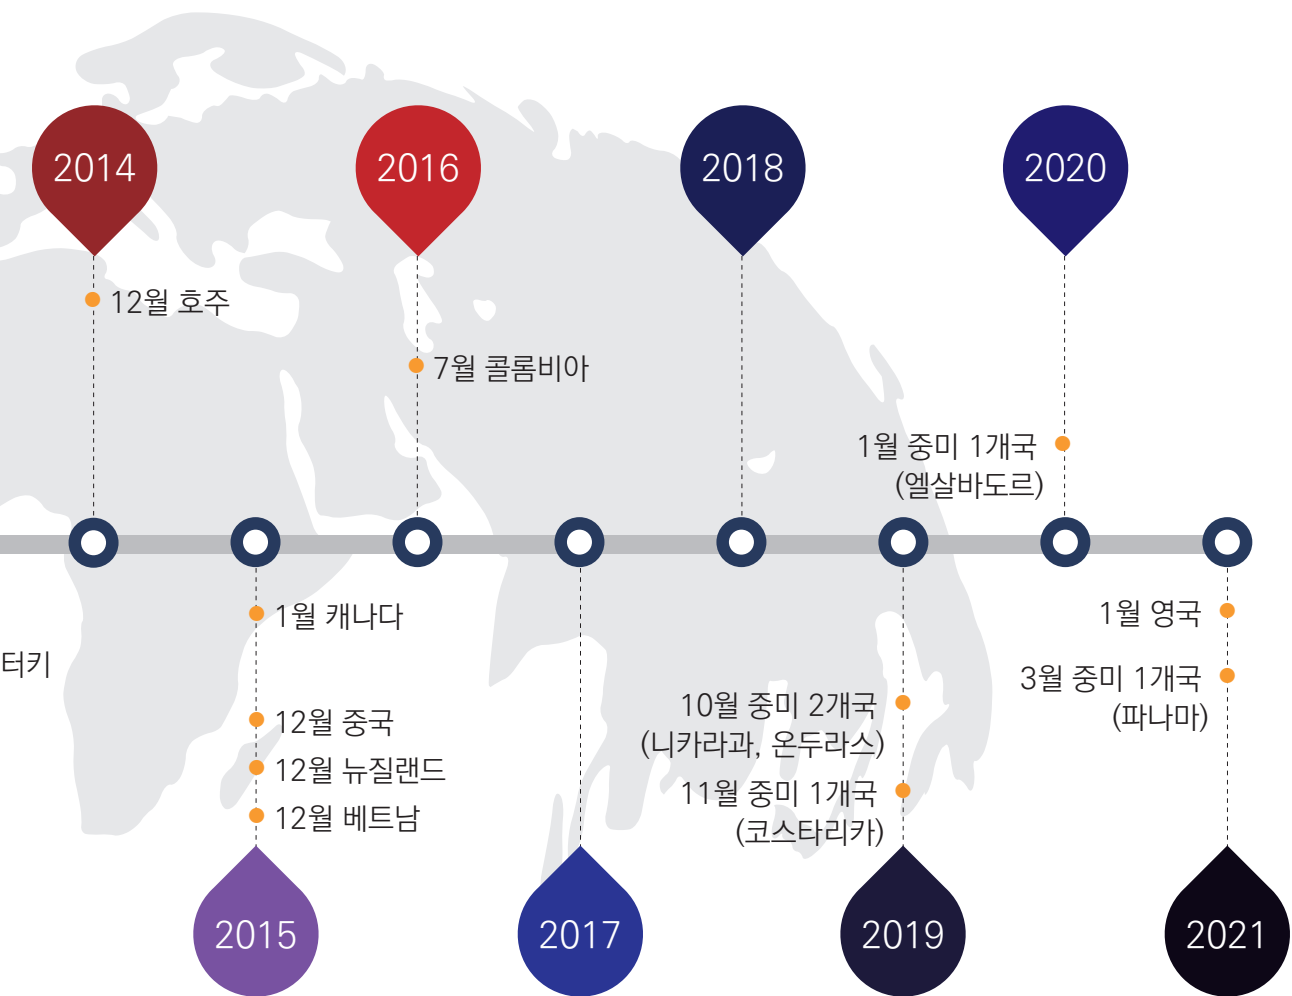 2014
2016
2018
2020
12월 호주
7월 콜롬비아
1월 중미 1개국
(엘살바도르)
터키
1월 캐나다
12월 중국
12월 뉴질랜드
12월 베트남
10월 중미 2개국
(니카라과, 온두라스)
11월 중미 1개국
(코스타리카)
1월 영국
3월 중미 1개국
(파나마)
2015
2017
2019
2021